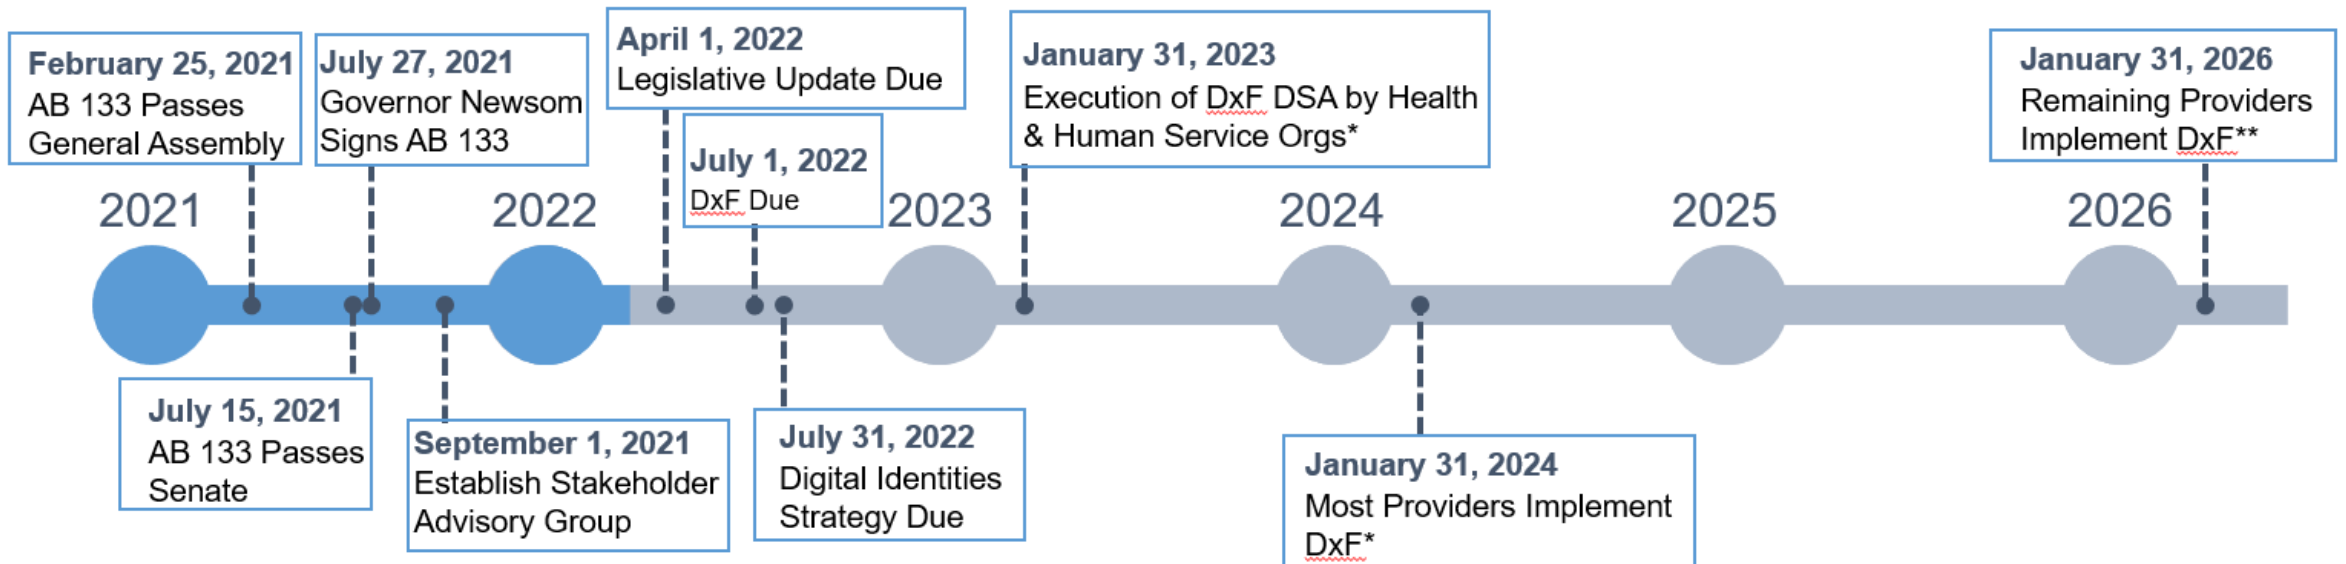 February 25, 2021
AB 133 Passes
General Assembly
July 27, 2021
Governor Newsom
Signs AB 133
April 1, 2022
Legislative Update Due
July 1, 2022
DxF Due
January 31, 2023
Execution of DxF DSA by Health
& Human Service Orgs*
January 31, 2026
Remaining Providers
Implement DxF**
2021
2022
2023
2024
2025
2026
July 15, 2021
AB 133 Passes
Senate
September 1, 2021
Establish Stakeholder
Advisory Group
July 31, 2022
Digital Identities
Strategy Due
January 31, 2024
Most Providers Implement
DxF*